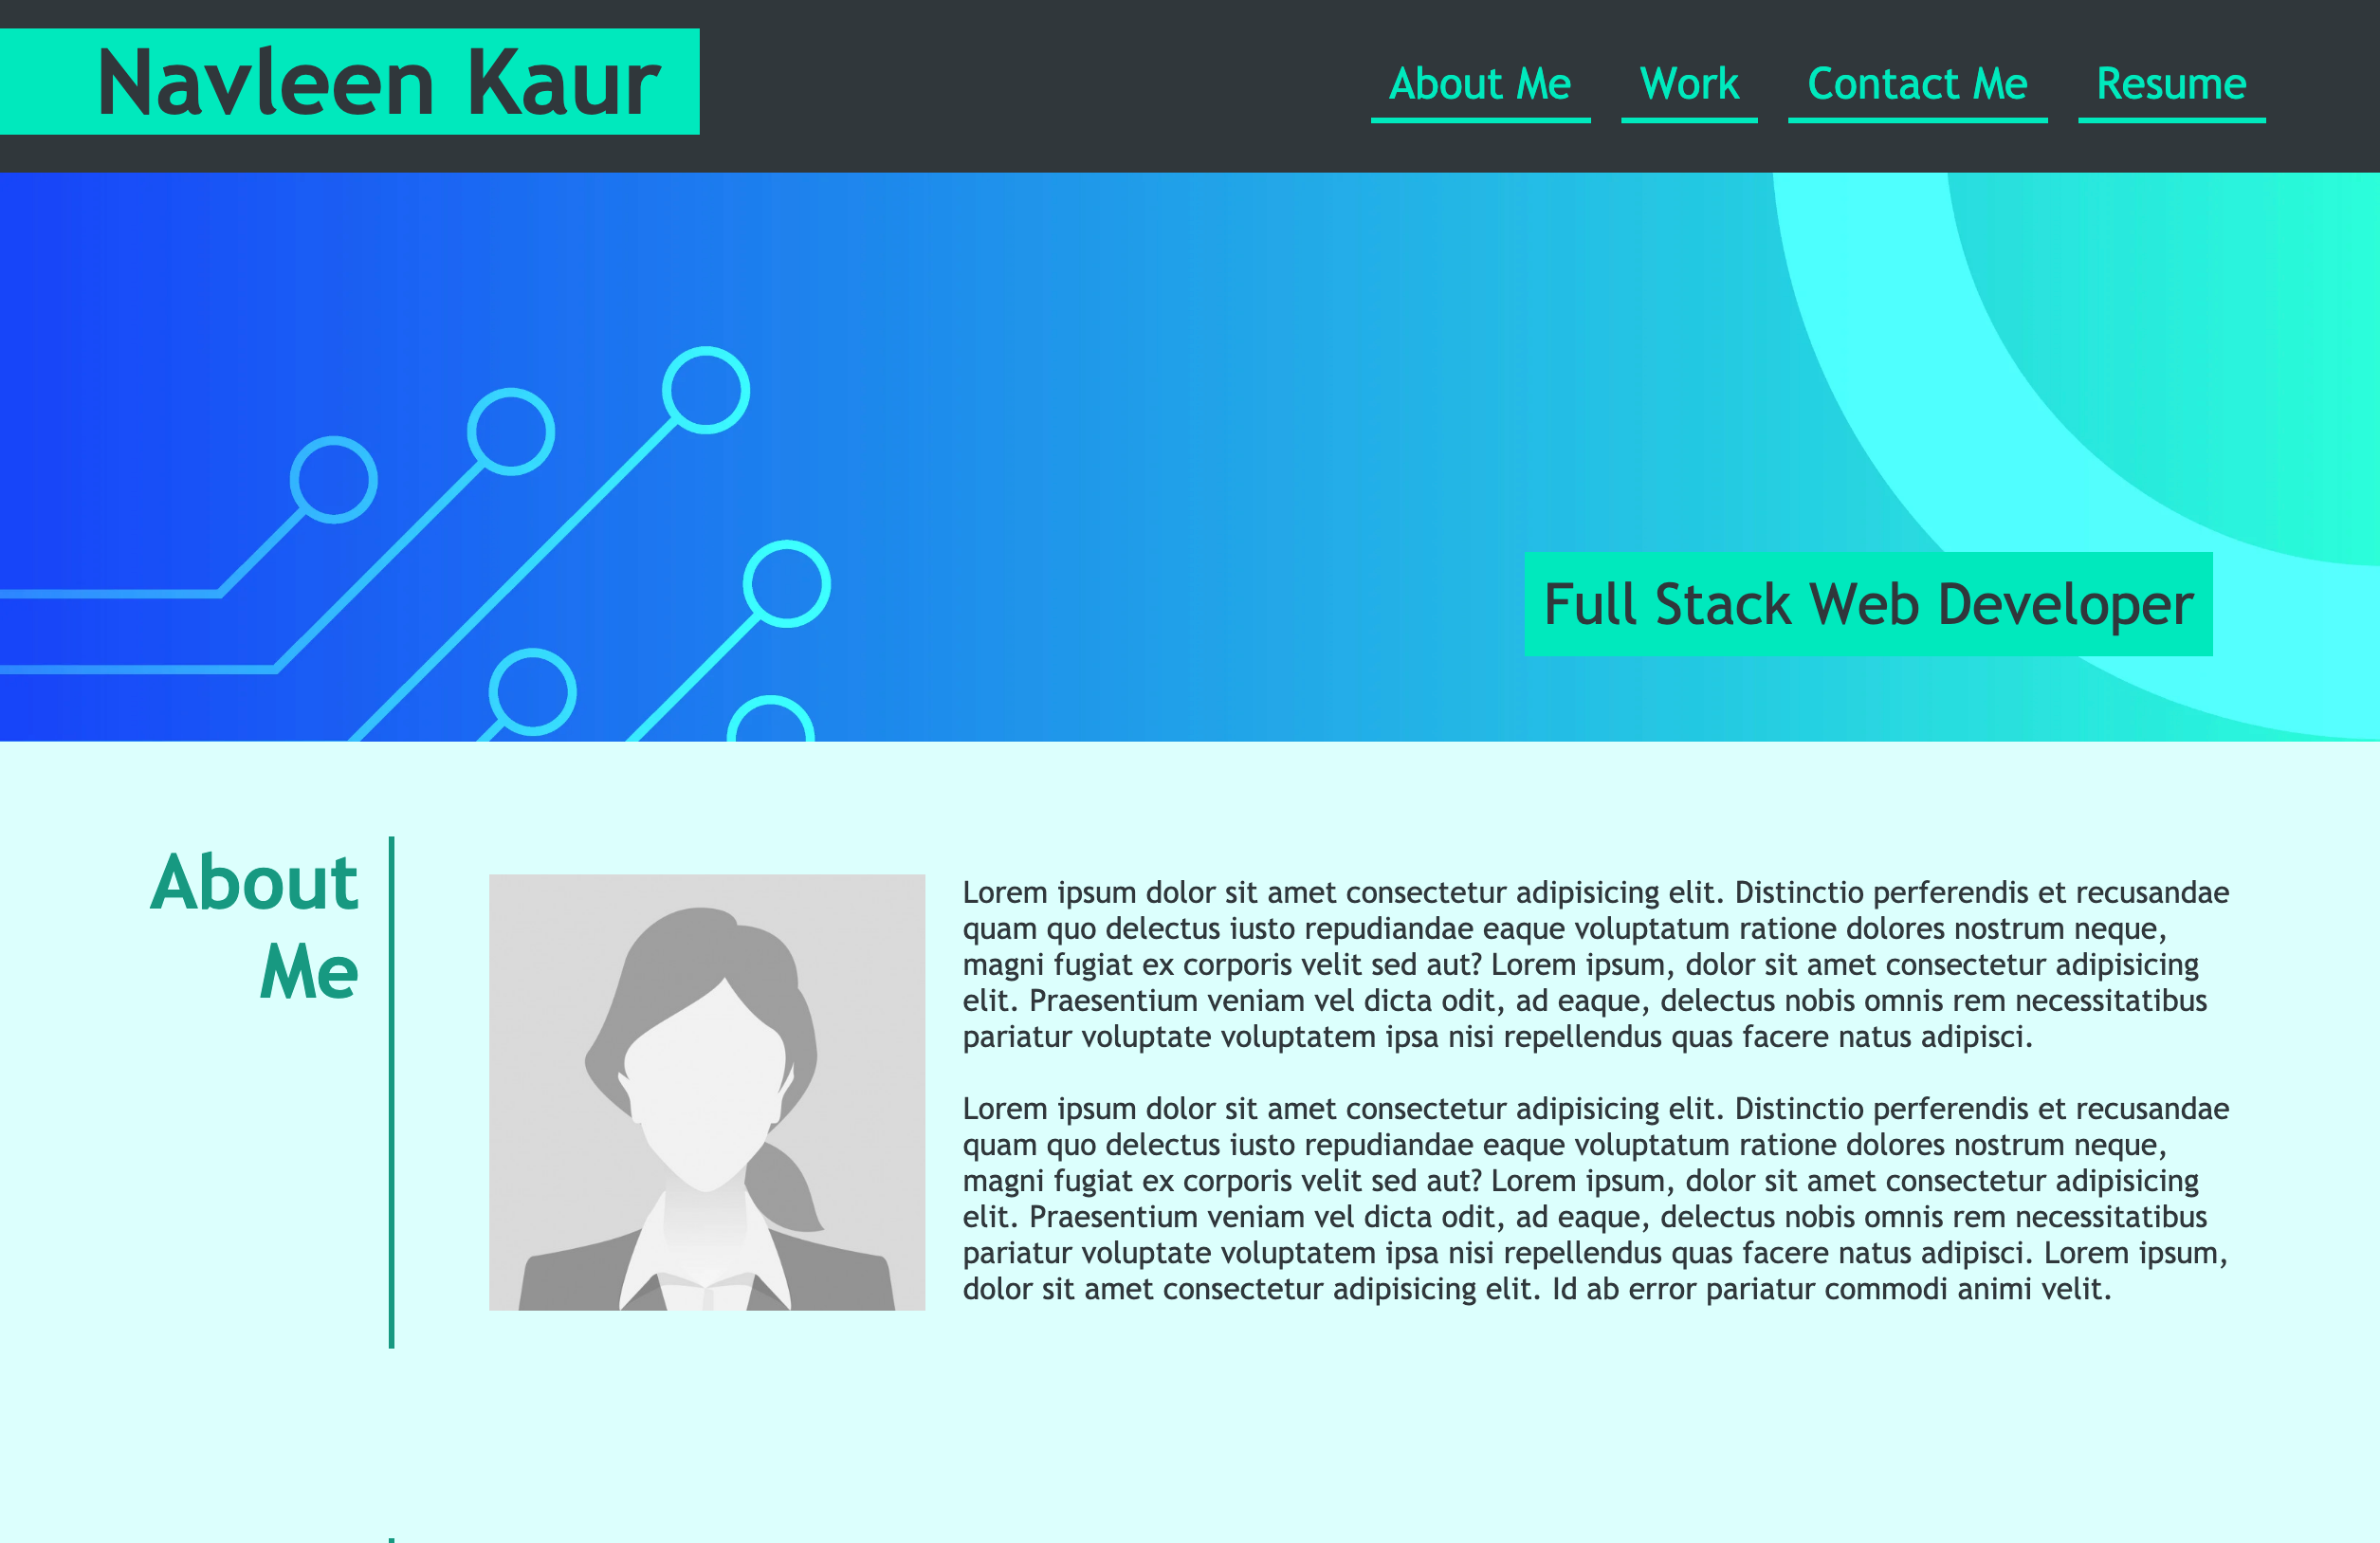 Navleen Kaur
About Me
Work
Contact Me
Resume
Full Stack Web Developer
About
Me
Lorem ipsum dolor sit amet consectetur adipisicing elit. Distinctio perferendis et recusandae
quam quo delectus iusto repudiandae eaque voluptatum ratione dolores nostrum neque,
magni fugiat ex corporis velit sed aut? Lorem ipsum, dolor sit amet consectetur adipisicing
elit. Praesentium veniam vel dicta odit, ad eaque, delectus nobis omnis rem necessitatibus
pariatur voluptate voluptatem ipsa nisi repellendus quas facere natus adipisci.
Lorem ipsum dolor sit amet consectetur adipisicing elit. Distinctio perferendis et recusandae
quam quo delectus iusto repudiandae eaque voluptatum ratione dolores nostrum neque,
magni fugiat ex corporis velit sed aut? Lorem ipsum, dolor sit amet consectetur adipisicing
elit. Praesentium veniam vel dicta odit, ad eaque, delectus nobis omnis rem necessitatibus
pariatur voluptate voluptatem ipsa nisi repellendus quas facere natus adipisci. Lorem ipsum,
dolor sit amet consectetur adipisicing elit. Id ab error pariatur commodi animi velit.